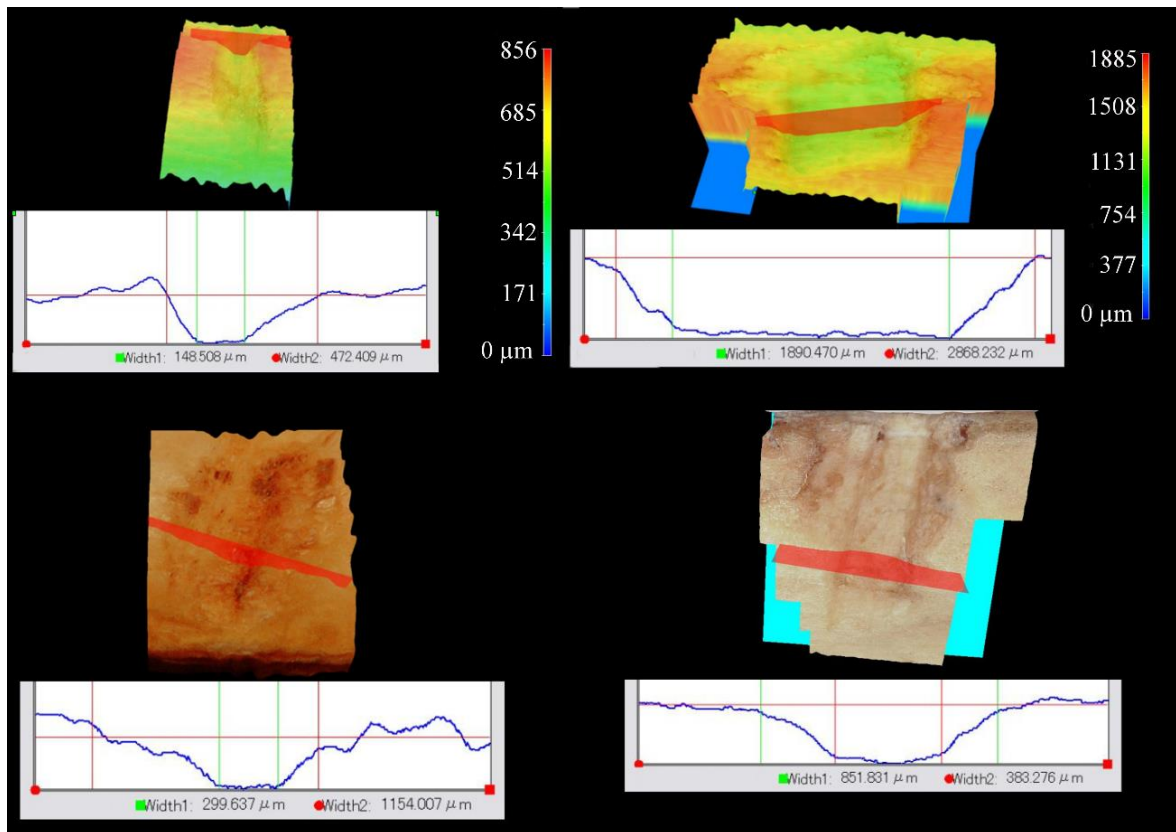 856
685
514
342
171
0 μm
Width1: 148.508 μm Width2: 472.409 μm
1885
1508
1131
754
377
0 μm
Width1: 1890.470 μm Width2: 2868.232 μm
Width1: 299.637 μm Width2: 1154.007 μm
Width1: 851.831 μm Width2: 383.276 μm